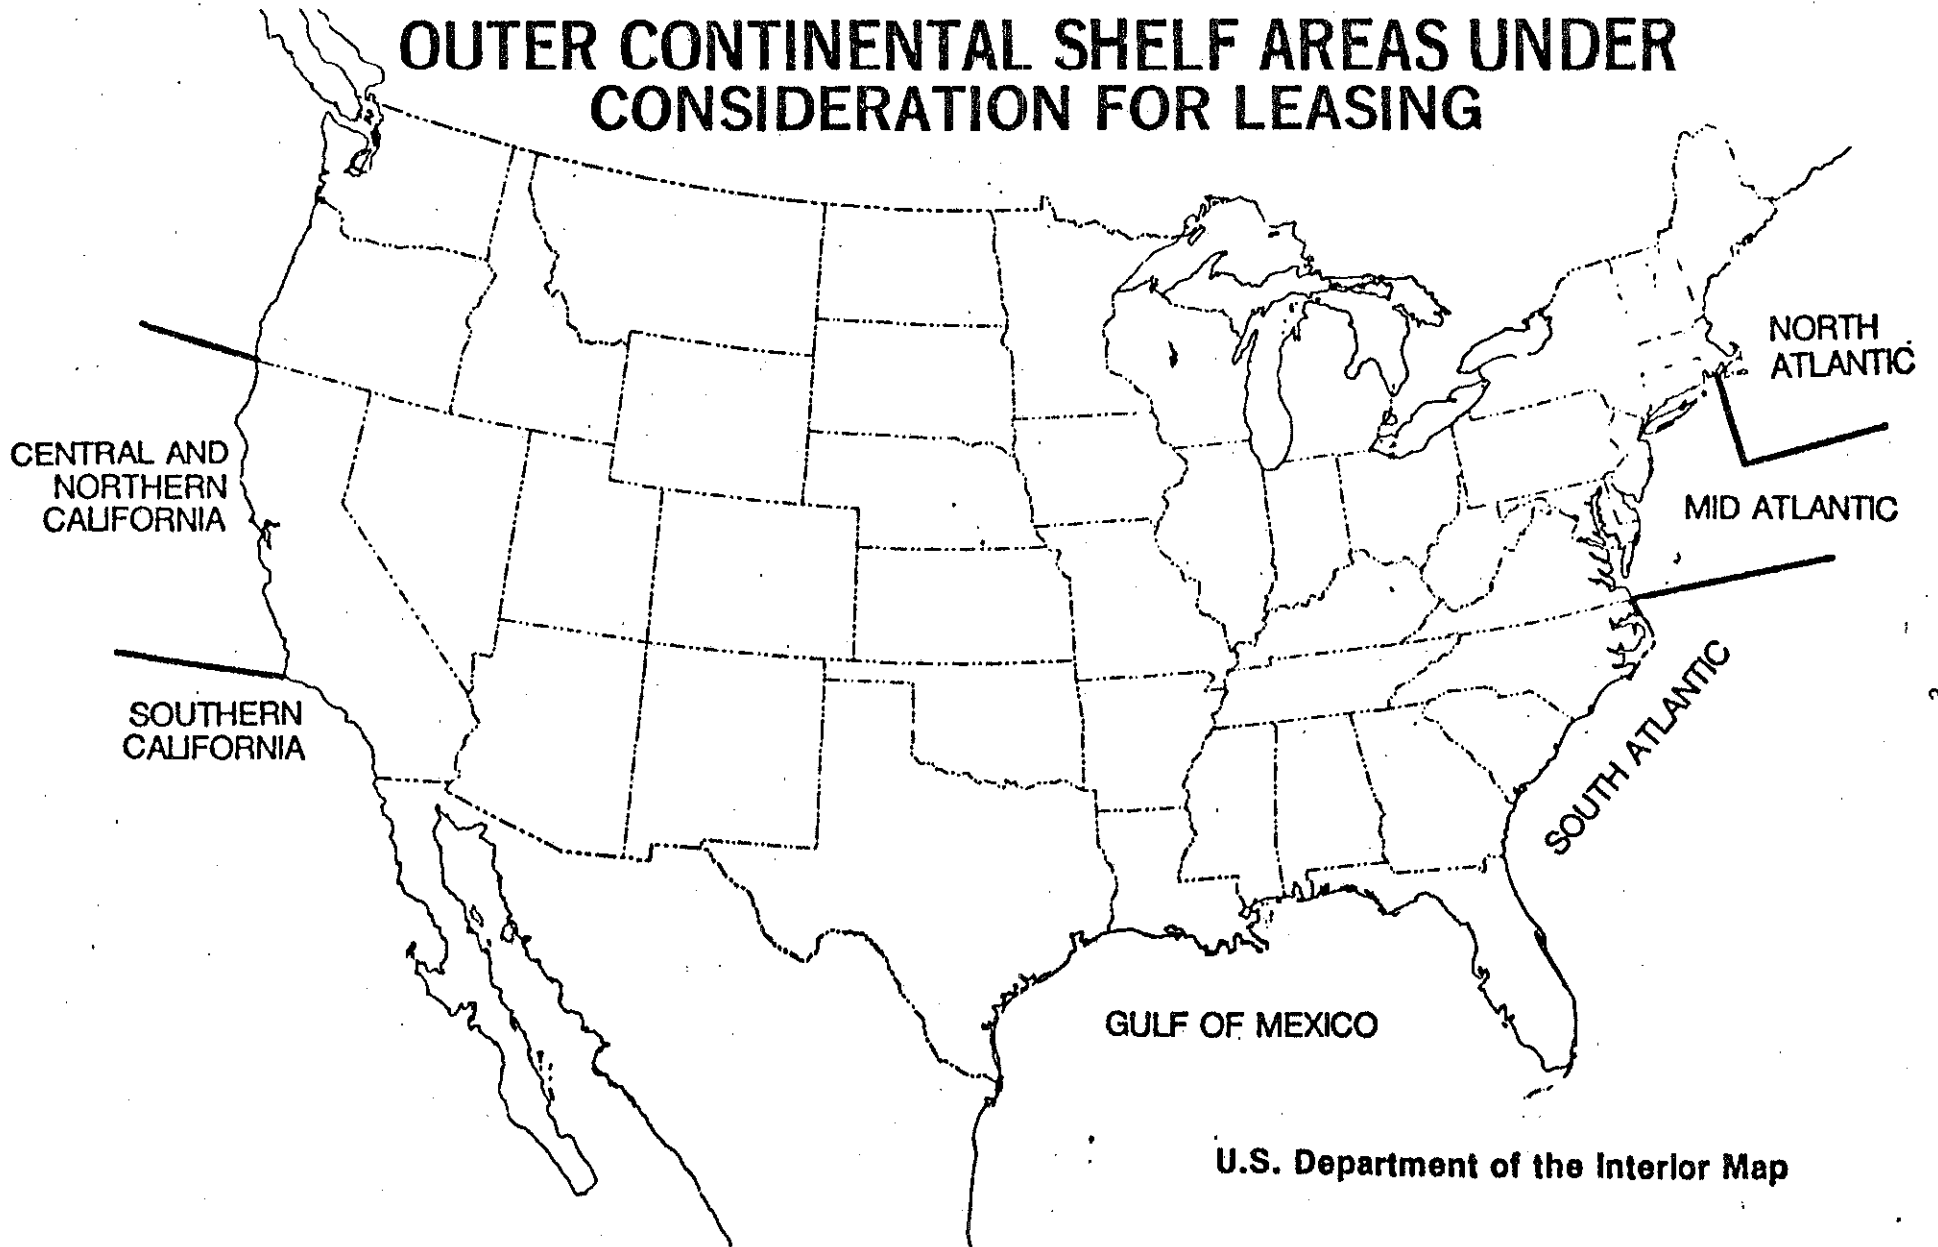 OUTER CONTINENTAL SHELF AREAS UNDER
CONSIDERATION FOR LEASING
NORTH
ATLANTIC
CENTRAL AND
NORTHERN
CALIFORNIA
MID ATLANTIC
SOUTHERN
CALIFORNIA
SOUTH ATLANTIC
GULF OF MEXICO
U.S. Department of the Interior Map